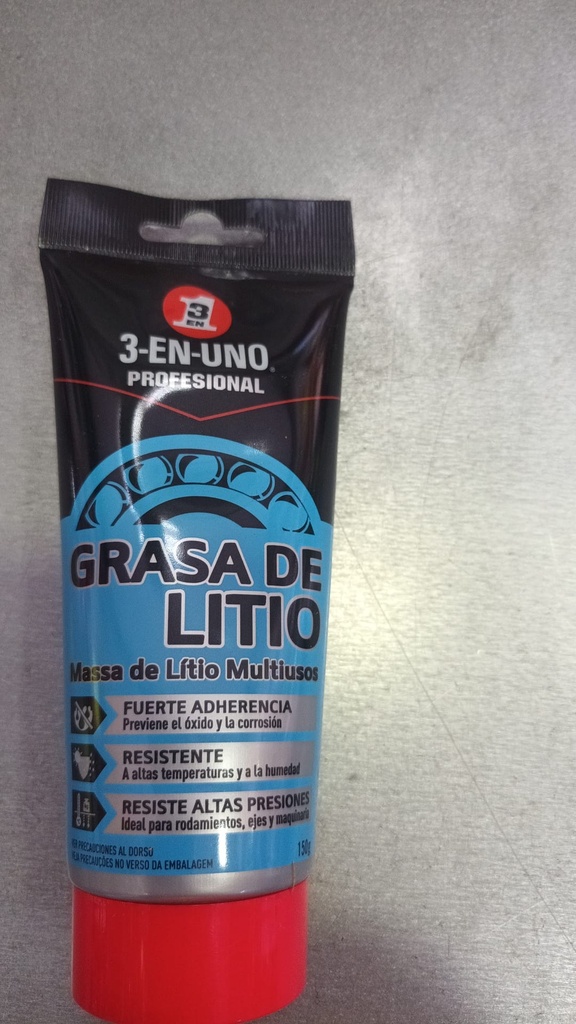 3
EN
3-EN-UNO
PROFESIONAL
GRASA DE
LITIO
Massa de Lítio Multiusos
FUERTE ADHERENCIA
Previene el óxido y la corrosión
RESISTENTE
A altas temperaturas y a la humedad
RESISTE ALTAS PRESIONES
Ideal para rodamientos, ejes y maquinaria
VER PRECAUCIONES AL DORSO
VEJA PRECAUÇÕES NO VERSO DA EMBALAGEM
150g